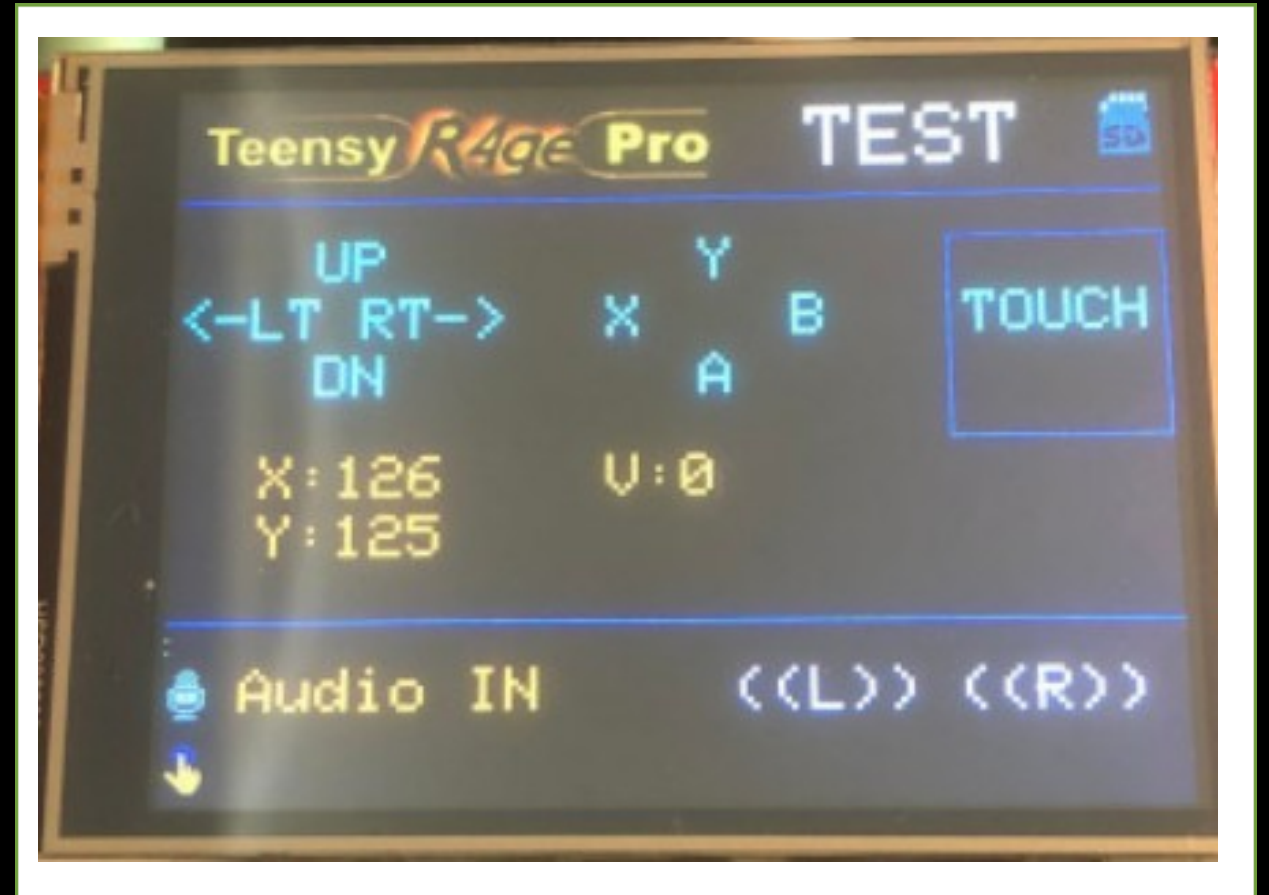 Teensy R4ge Pro TEST SD
UP
Y
<-LT RT->
X B
TOUCH
DN
A
X:126 V:0
Y:125
Audio IN ((L)) ((R))